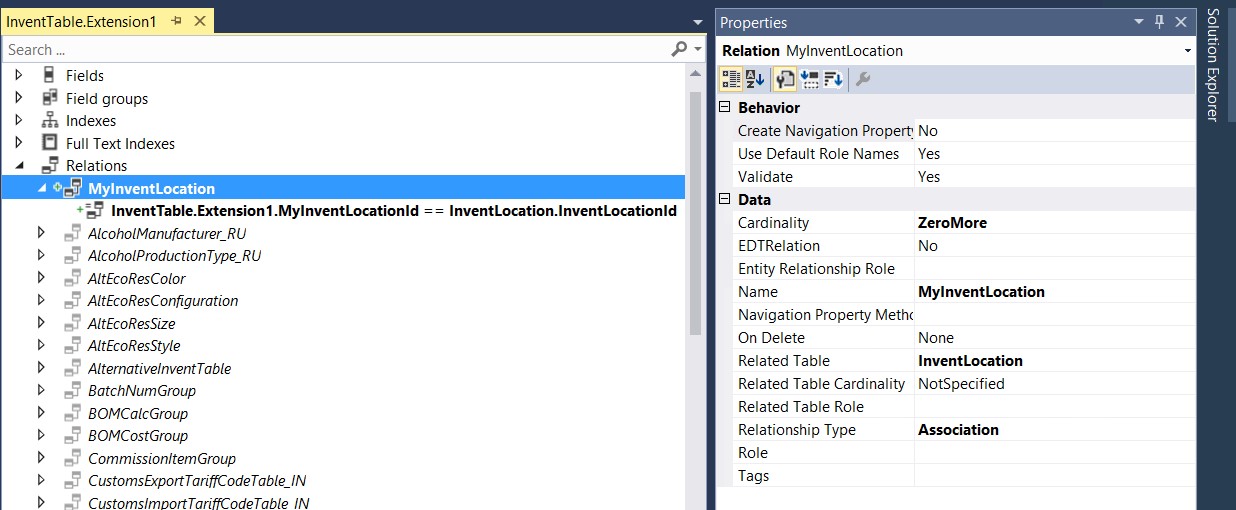 InventTable.Extension1
Search ...
Fields
Field groups
Indexes
Full Text Indexes
Relations
MyInventLocation
InventTable.Extension1.MyInventLocationId == InventLocation.InventLocationId
AlcoholManufacturer_RU
AlcoholProductionType_RU
AltEcoResColor
AltEcoResConfiguration
AltEcoResSize
AltEcoResStyle
AlternativeInventTable
BatchNumGroup
BOMCalcGroup
BOMCostGroup
CommissionItemGroup
CustomsExportTariffCodeTable_IN
CustomsImportTariffCodeTable_IN
Properties
Relation MyInventLocation
Behavior
Create Navigation Property No
Use Default Role Names Yes
Validate Yes
Data
Cardinality ZeroMore
EDTRelation No
Entity Relationship Role
Name MyInventLocation
Navigation Property Metho
On Delete None
Related Table InventLocation
Related Table Cardinality NotSpecified
Related Table Role
Relationship Type Association
Role
Tags
Solution Explorer